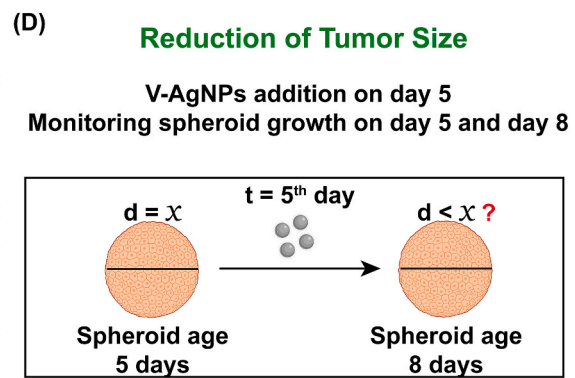 (D)
Reduction of Tumor Size
V-AgNPs addition on day 5
Monitoring spheroid growth on day 5 and day 8
t = 5th day
d = x
d < x ?
Spheroid age
5 days
Spheroid age
8 days